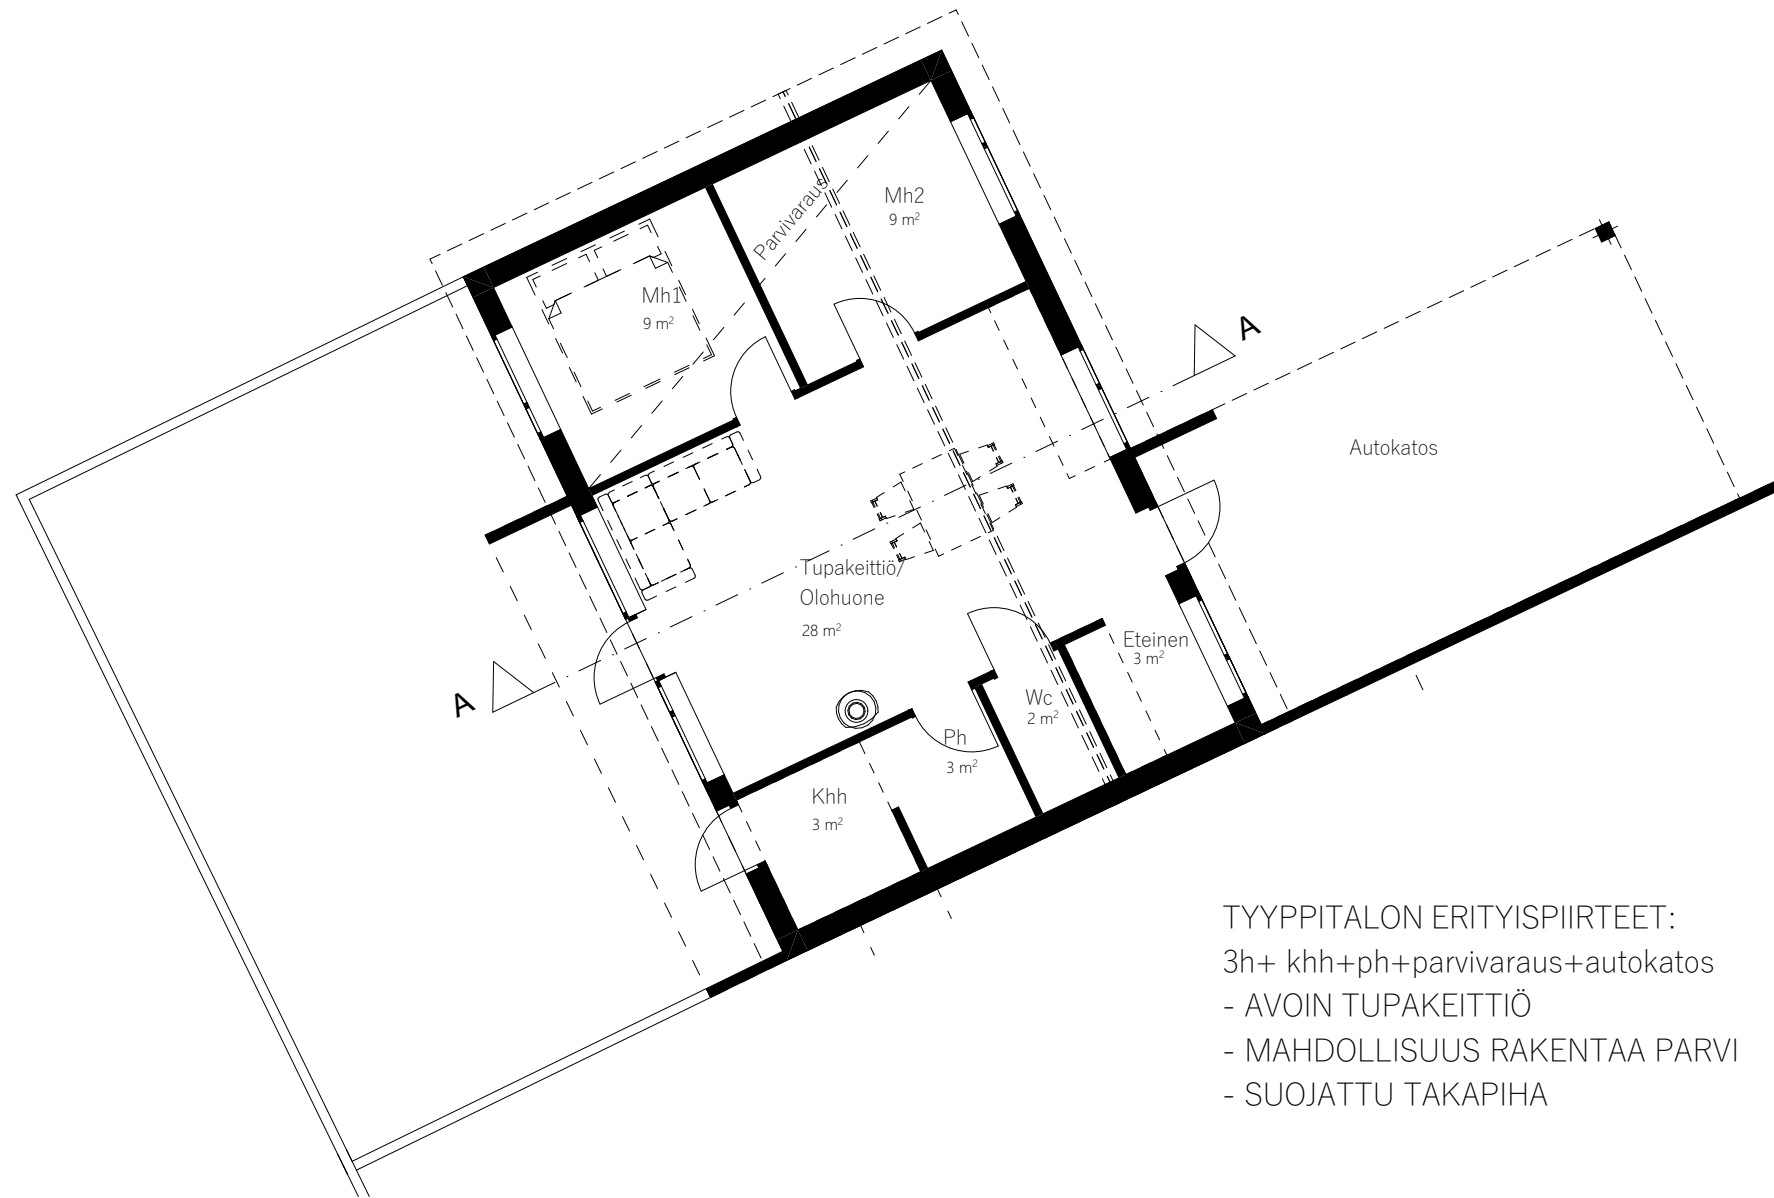 Parvivaraus
Mh2
9 m²
Mh1
9 m²
A
Autokatos
Tupakeittiö/
Olohuone
28 m²
Eteinen
3 m²
A
Wc
2 m²
Ph
3 m²
Khh
3 m²
TYYPPITALON ERITYISPIIRTEET:
3h+ khh+ph+parvivaraus+autokatos
- AVOIN TUPAKEITTIÖ
- MAHDOLLISUUS RAKENTAA PARVI
- SUOJATTU TAKAPIHA